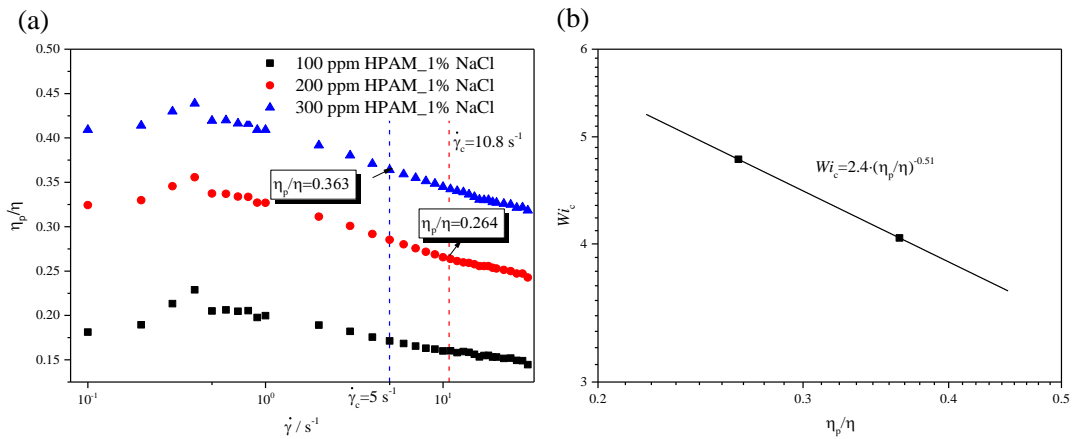 (a)
0.50
0.45
0.40
0.35
0.30
0.25
0.20
0.15
ηp/η
100 ppm HPAM_1% NaCl
200 ppm HPAM_1% NaCl
300 ppm HPAM_1% NaCl
γ̇c=10.8 s⁻¹
ηp/η=0.363
ηp/η=0.264
10⁻¹
10⁰
γ̇c=5 s⁻¹
10¹
γ̇ / s⁻¹
(b)
6
5
4
3
Wic
Wic=2.4·(ηp/η)⁻⁰·⁵¹
0.2
0.3
0.4
0.5
ηp/η